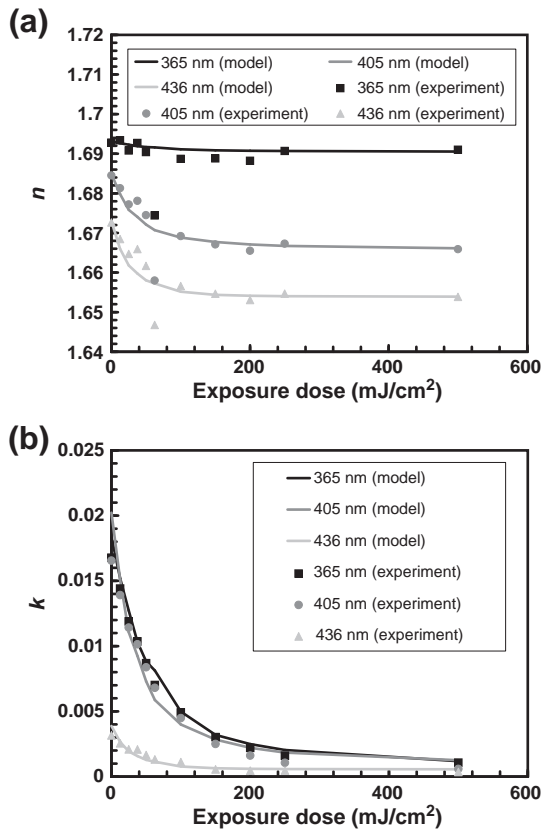 (a)
1.72
1.71
1.7
1.69
1.68
1.67
1.66
1.65
1.64
n
365 nm (model) 405 nm (model)
436 nm (model) 365 nm (experiment)
405 nm (experiment) 436 nm (experiment)
0 200 400 600
Exposure dose (mJ/cm²)
(b)
0.025
0.02
0.015
0.01
0.005
0
k
365 nm (model)
405 nm (model)
436 nm (model)
365 nm (experiment)
405 nm (experiment)
436 nm (experiment)
0 200 400 600
Exposure dose (mJ/cm²)